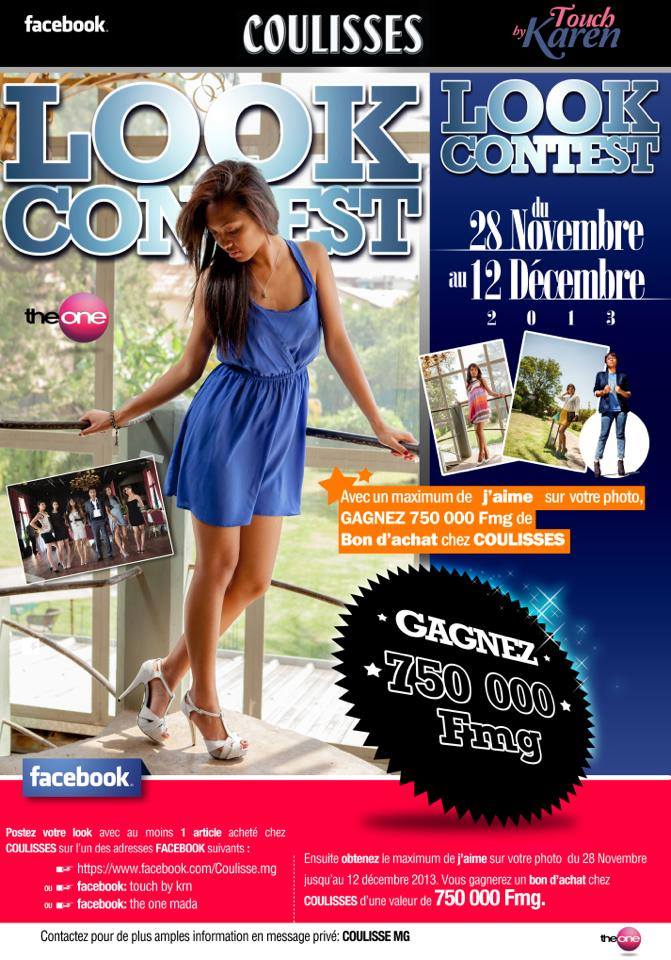 facebook
COULISSES
Touch
by Karen
LOOK
CONTEST
LOOK
CONTEST
du
28 Novembre
au 12 Décembre
2 0 1 3
theone
Avec un maximum de j'aime sur votre photo,
GAGNEZ 750 000 Fmg de
Bon d'achat chez COULISSES
GAGNEZ
750 000
Fmg
facebook
Postez votre look avec au moins 1 article acheté chez
COULISSES sur l'un des adresses FACEBOOK suivants :
https://www.facebook.com/Coulisse.mg
ou facebook: touch by krn
ou facebook: the one mada
Ensuite obtenez le maximum de j'aime sur votre photo du 28 Novembre
jusqu'au 12 décembre 2013. Vous gagnerez un bon d'achat chez
COULISSES d'une valeur de 750 000 Fmg.
Contactez pour de plus amples information en message privé: COULISSE MG
theone